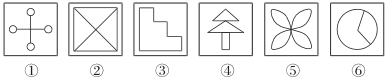 ① ② ③ ④ ⑤ ⑥